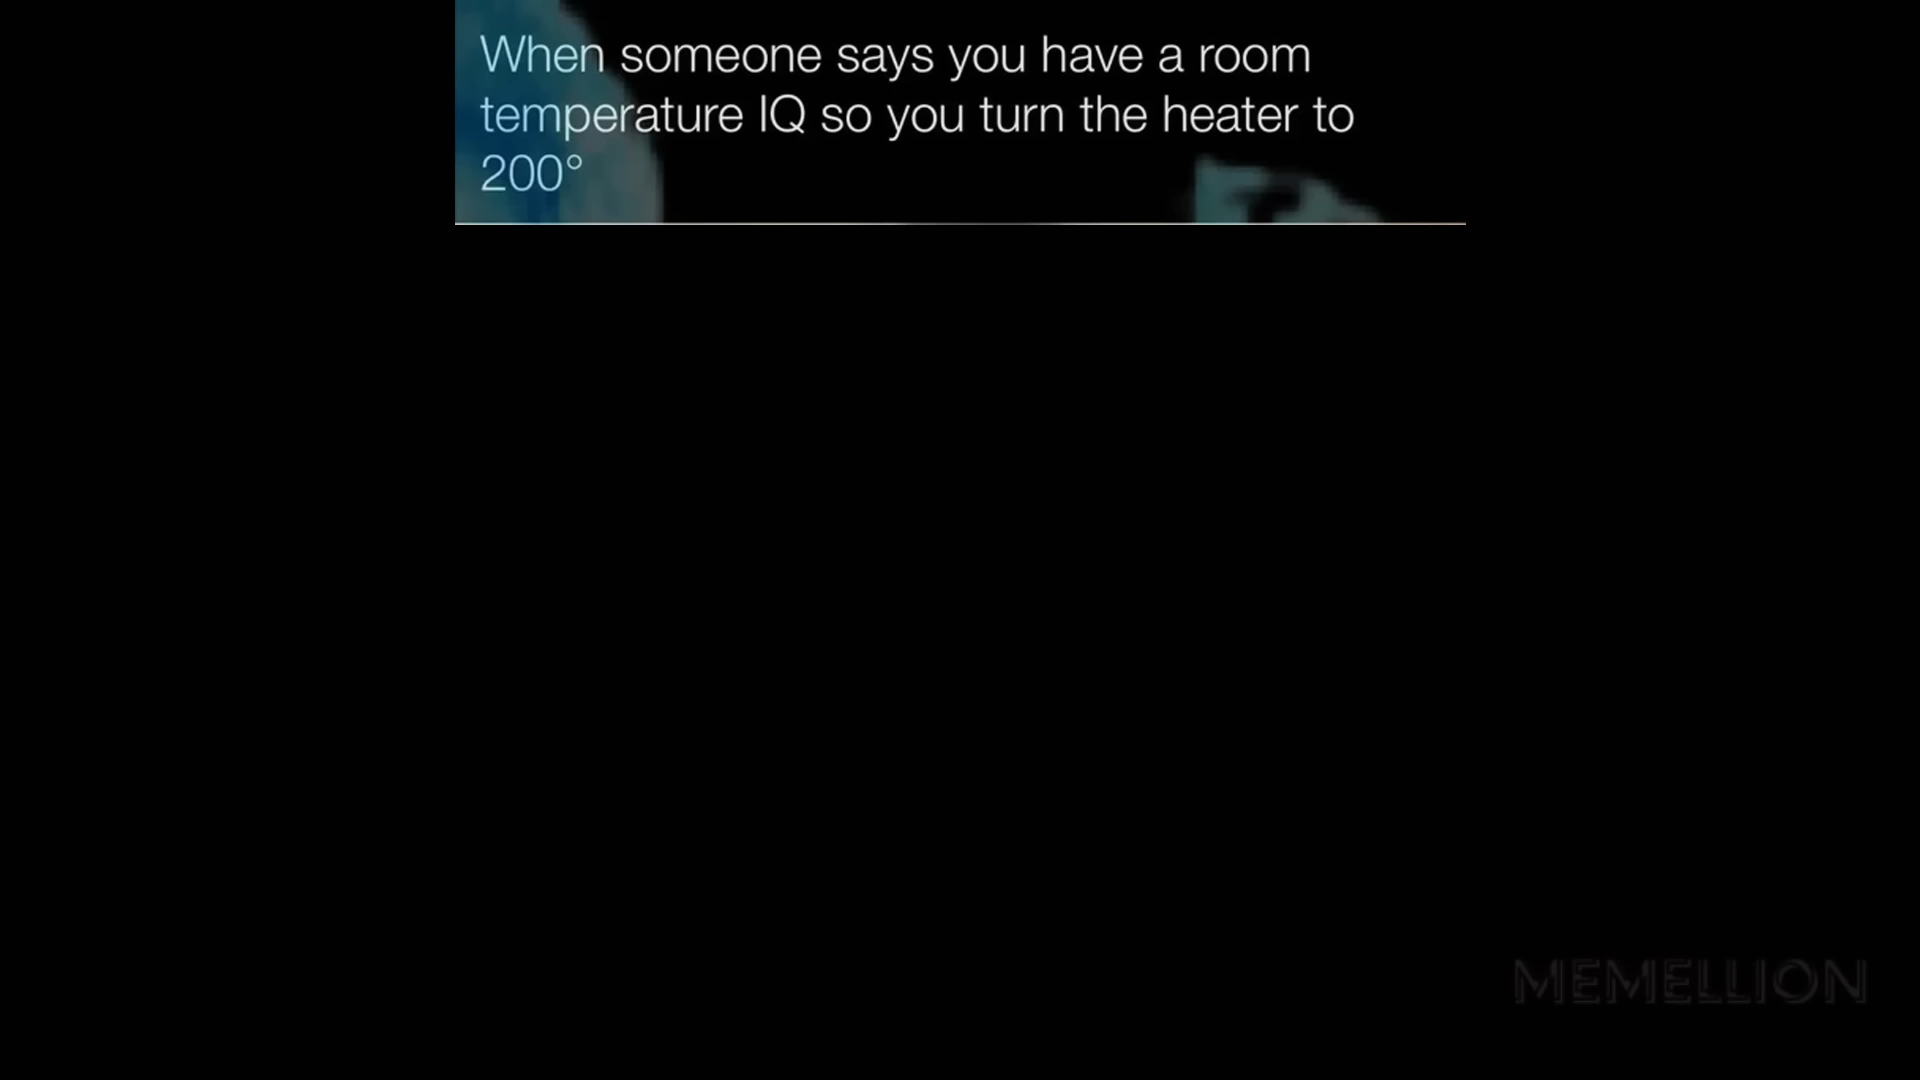 When someone says you have a room
temperature IQ so you turn the heater to
200°
MEMELLION